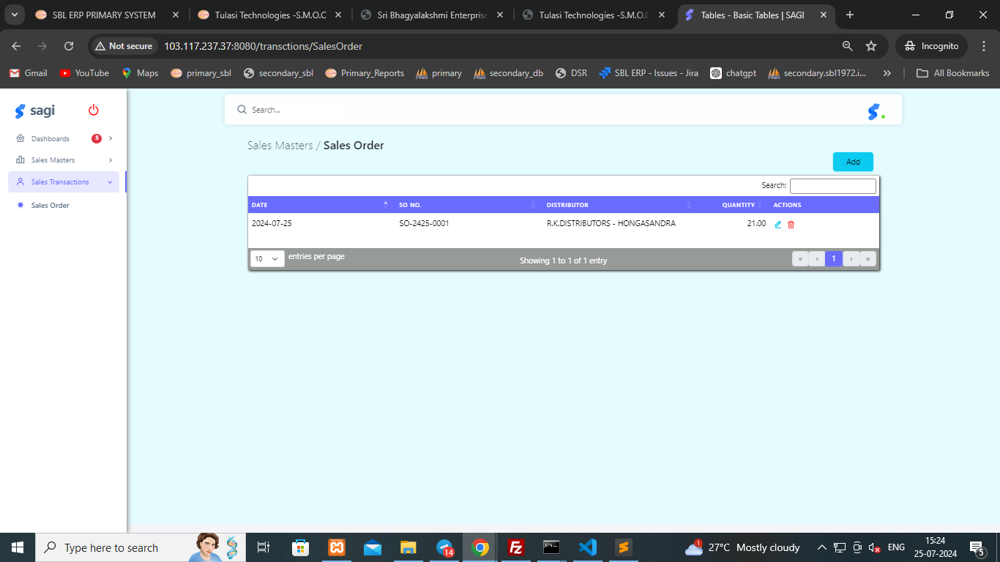 SBL ERP PRIMARY SYSTEM
Tulasi Technologies -S.M.O.C
Sri Bhagyalakshmi Enterprise
Tulasi Technologies -S.M.O.C
Tables - Basic Tables | SAGI
Not secure
103.117.237.37:8080/transctions/SalesOrder
Incognito
Gmail
YouTube
Maps
primary_sbl
secondary_sbl
Primary_Reports
primary
secondary_db
DSR
SBL ERP - Issues - Jira
chatgpt
secondary.sbl1972.i...
»
All Bookmarks
sagi
Dashboards 5
Sales Masters
Sales Transactions
Sales Order
Search...
Sales Masters / Sales Order
Add
Search:
DATE SO NO. DISTRIBUTOR QUANTITY ACTIONS
2024-07-25 SO-2425-0001 R.K.DISTRIBUTORS - HONGASANDRA 21.00
10 entries per page Showing 1 to 1 of 1 entry « ‹ 1 › »
Type here to search
14
1
27°C Mostly cloudy
ENG
15:24
25-07-2024
5